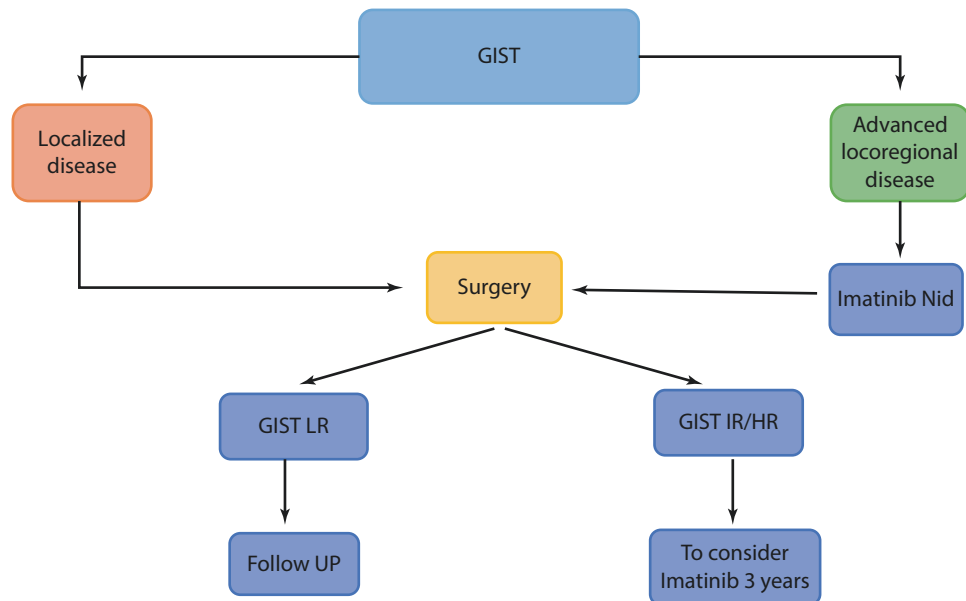 GIST
Localized
disease
Advanced
locoregional
disease
Surgery
Imatinib Nid
GIST LR
GIST IR/HR
Follow UP
To consider
Imatinib 3 years